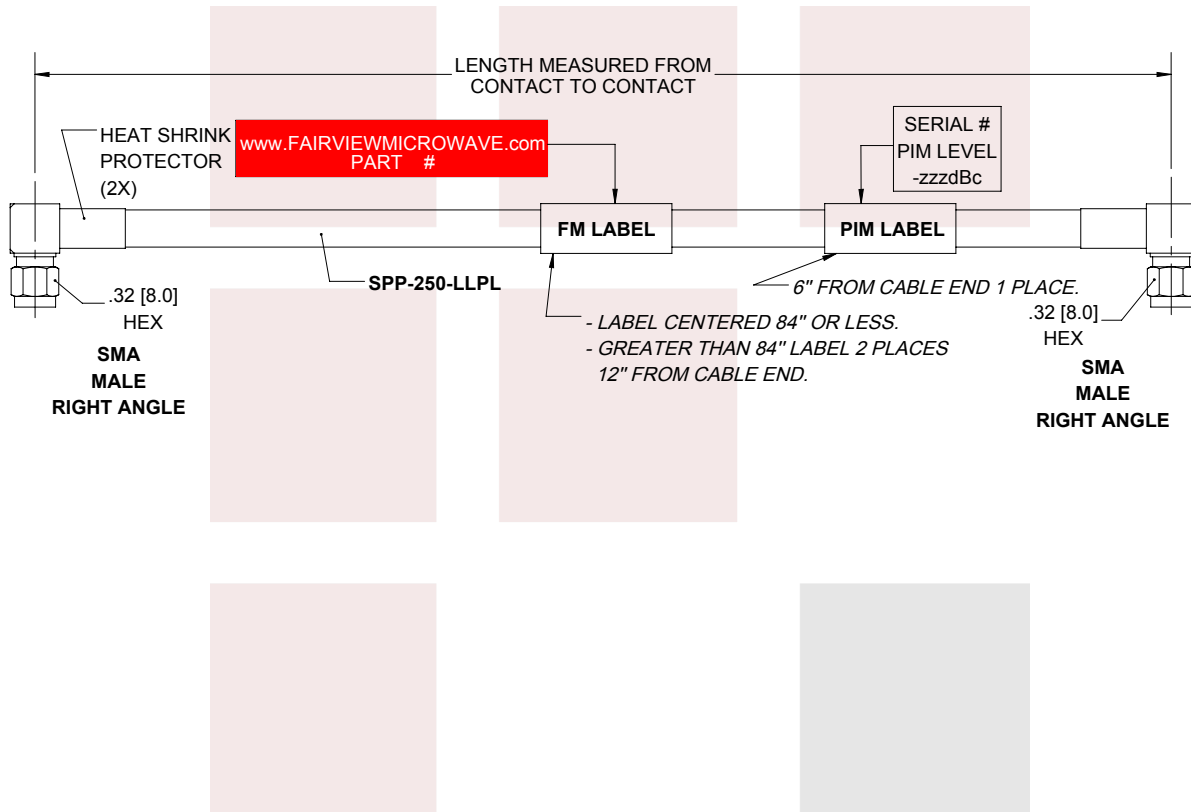 LENGTH MEASURED FROM
CONTACT TO CONTACT
HEAT SHRINK
PROTECTOR
(2X)
www.FAIRVIEWMICROWAVE.com
PART #
SERIAL #
PIM LEVEL
-zzzdBc
FM LABEL
PIM LABEL
SPP-250-LLPL
6" FROM CABLE END 1 PLACE.
.32 [8.0]
HEX
SMA
MALE
RIGHT ANGLE
- LABEL CENTERED 84" OR LESS.
- GREATER THAN 84" LABEL 2 PLACES
12" FROM CABLE END.
.32 [8.0]
HEX
SMA
MALE
RIGHT ANGLE